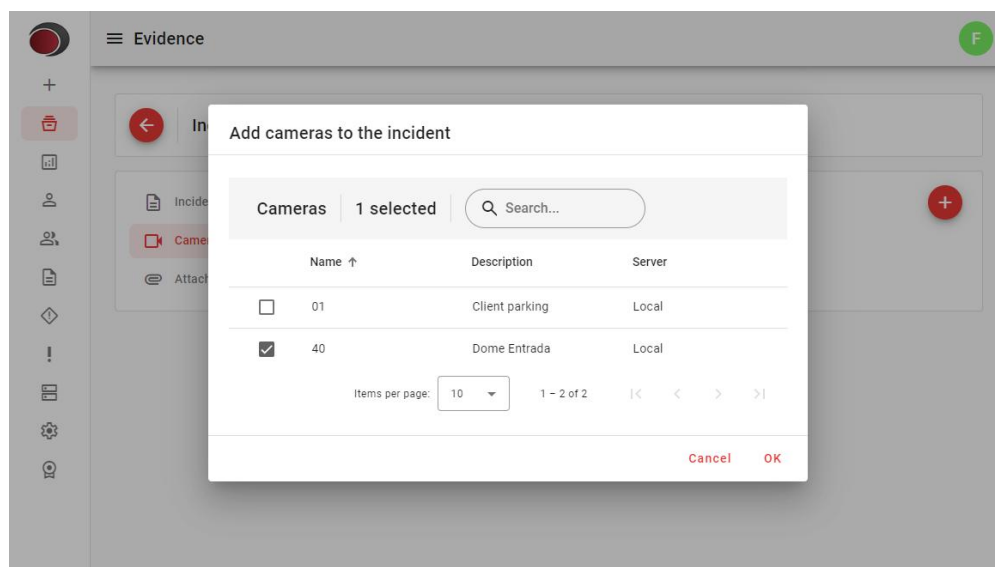 Evidence
F
In
Add cameras to the incident
Incide
Cameras 1 selected Search...
Came
Name Description Server
Attach
01 Client parking Local
40 Dome Entrada Local
Items per page: 10 1 – 2 of 2
Cancel OK